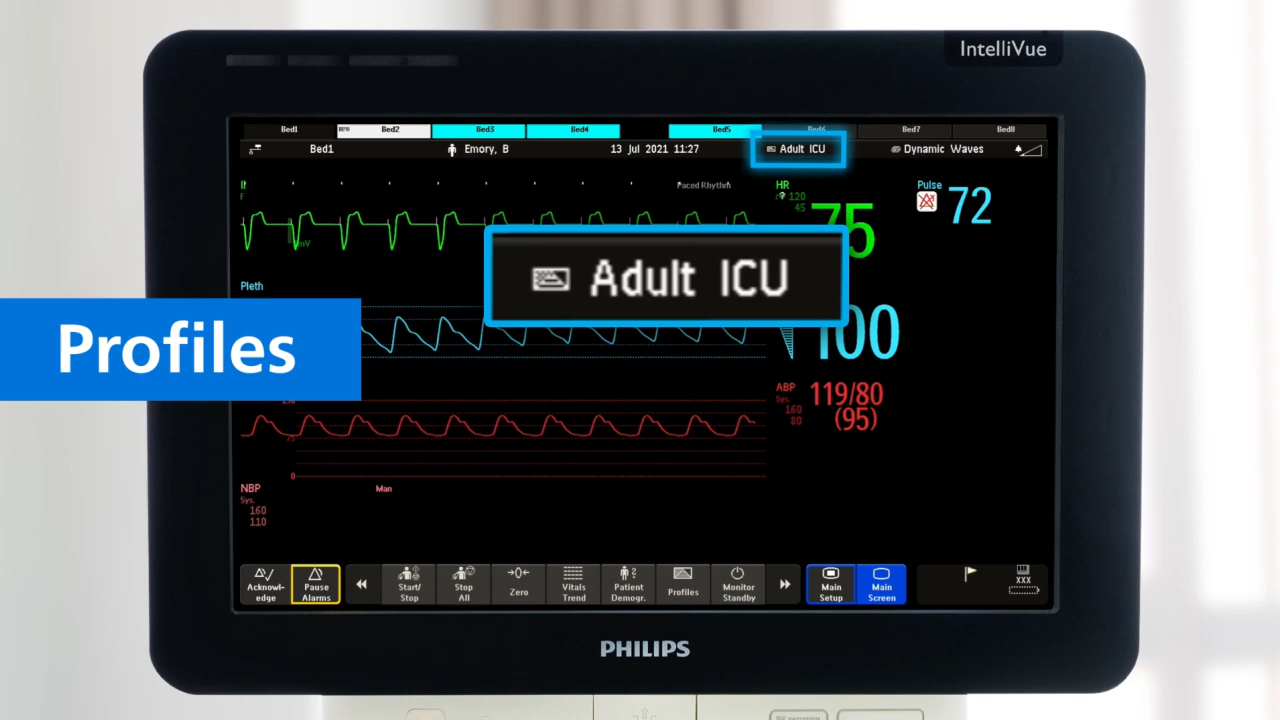 IntelliVue
Bed1 Bed2 Bed3 Bed4 Bed5 Bed6 Bed7 Bed8
Bed1 Emory, B 13 Jul 2021 11:27 Adult ICU Dynamic Waves
Paced Rhythm
HR
120
45
75
Pulse
72
mV
Adult ICU
Pleth
100
Profiles
ABP
Sys.
160
80
119/80
(95)
150
75
0
NBP
Sys.
160
110
Man
Acknowl-
edge
Pause
Alarms
Start/
Stop
Stop
All
Zero
Vitals
Trend
Patient
Demogr.
Profiles
Monitor
Standby
Main
Setup
Main
Screen
XXX
PHILIPS